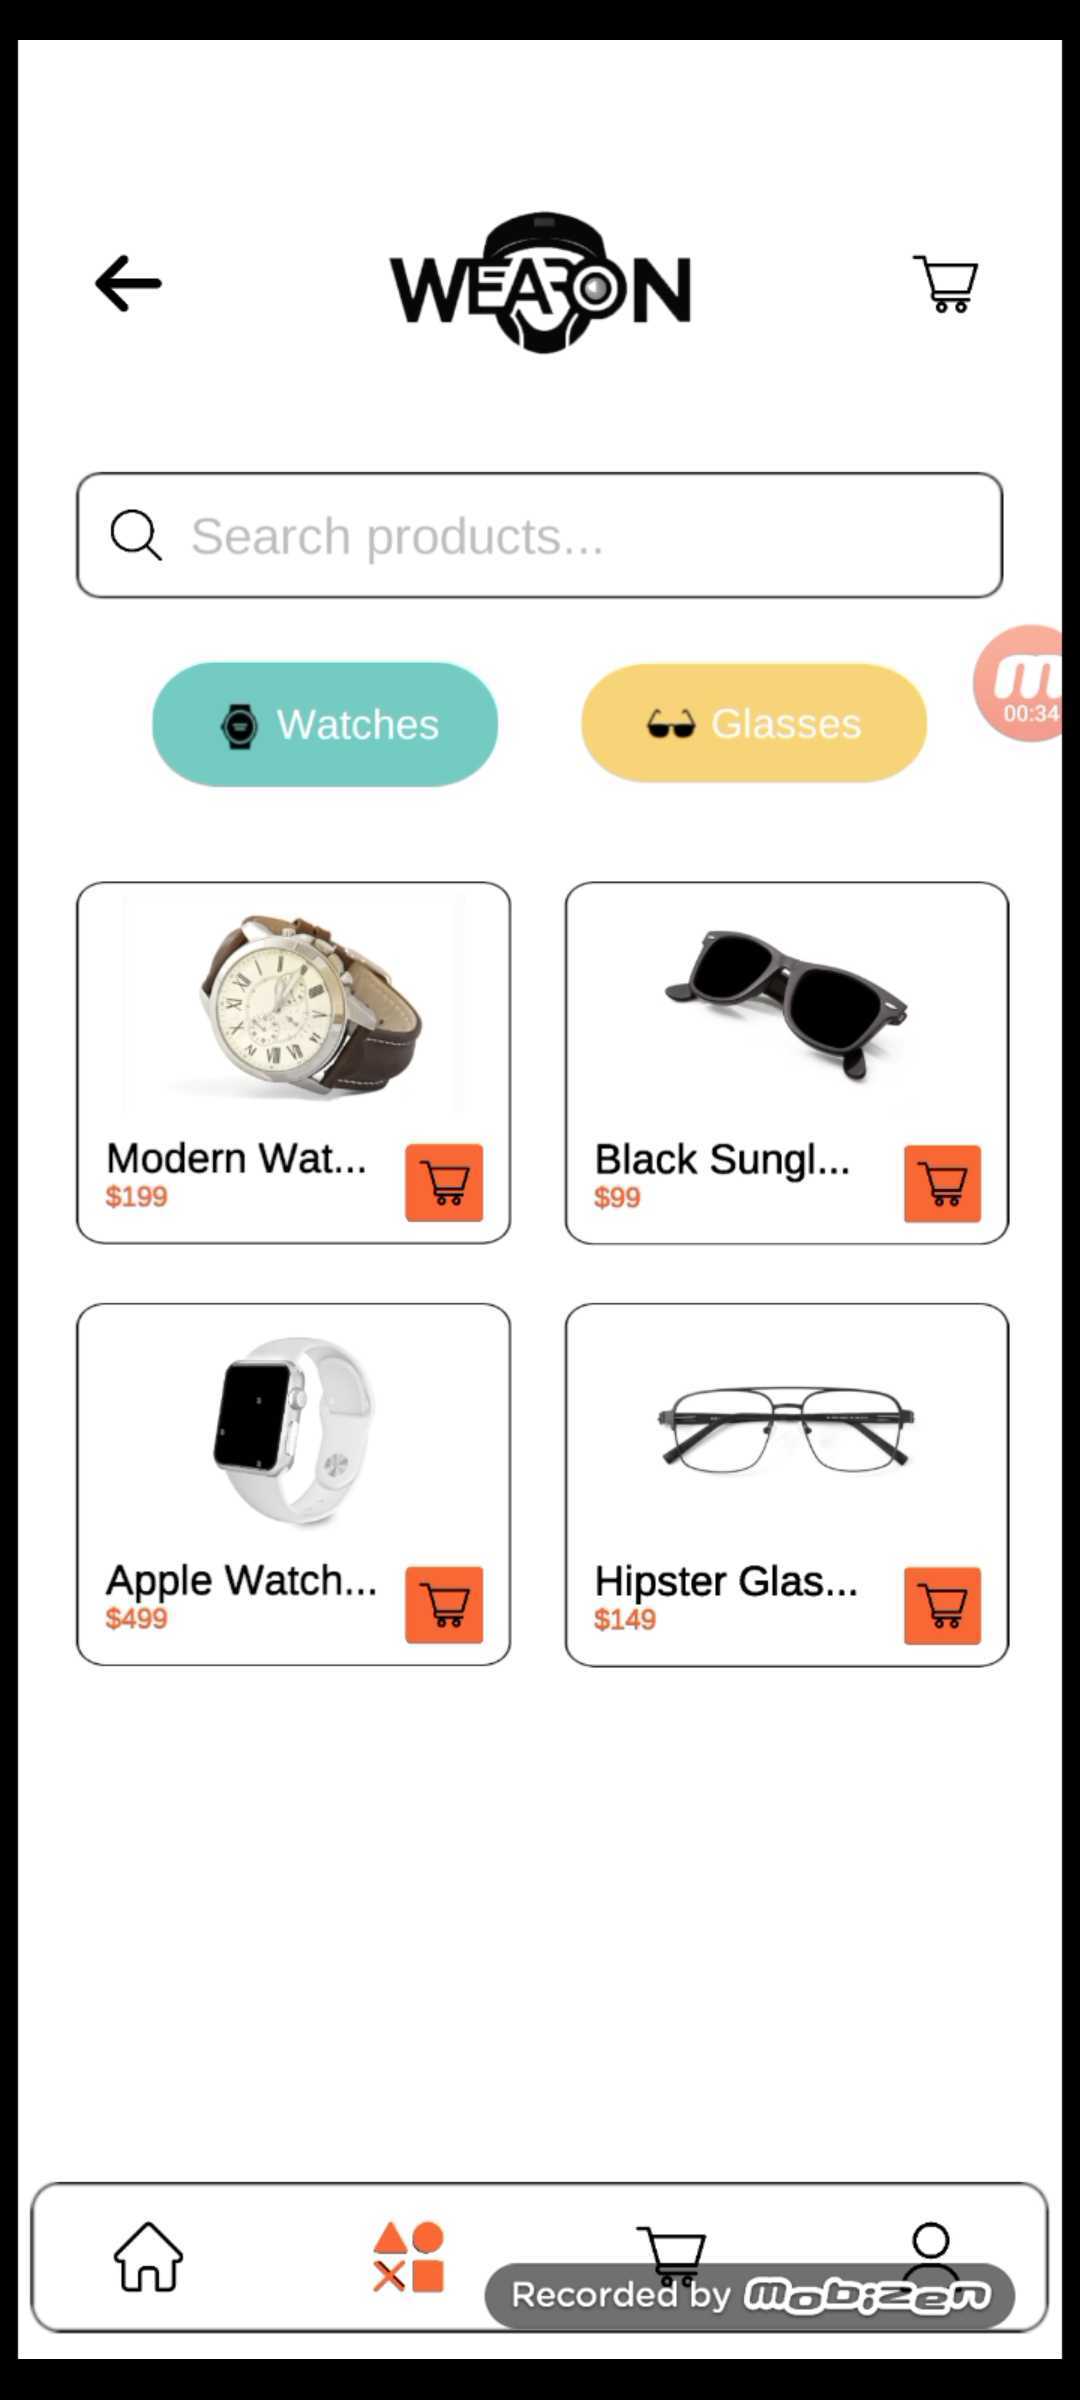 WEARON
Search products...
00:34
Watches
Glasses
Modern Wat...
$199
Black Sungl...
$99
Apple Watch...
$499
Hipster Glas...
$149
Recorded by mobizen